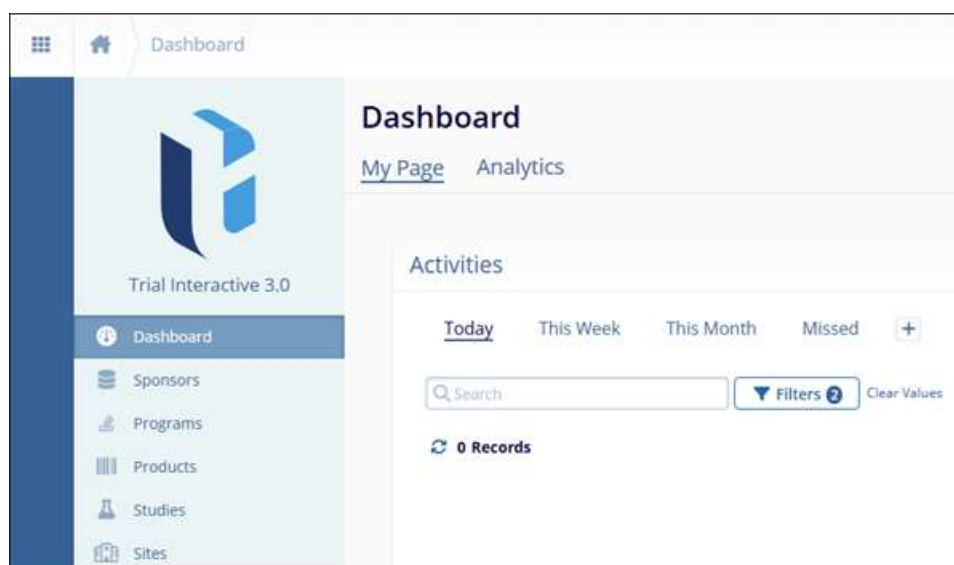 Dashboard
Dashboard
My Page Analytics
Trial Interactive 3.0
Dashboard
Sponsors
Programs
Products
Studies
Sites
Activities
Today This Week This Month Missed +
Search Filters 2 Clear Values
0 Records